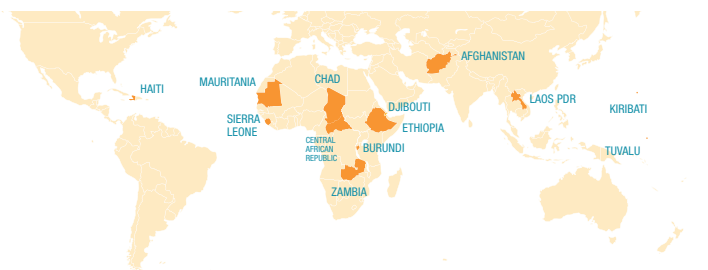 AFGHANISTAN
MAURITANIA
CHAD
HAITI
LAOS PDR
DJIBOUTI
KIRIBATI
SIERRA
LEONE
ETHIOPIA
CENTRAL
AFRICAN
REPUBLIC
BURUNDI
TUVALU
ZAMBIA